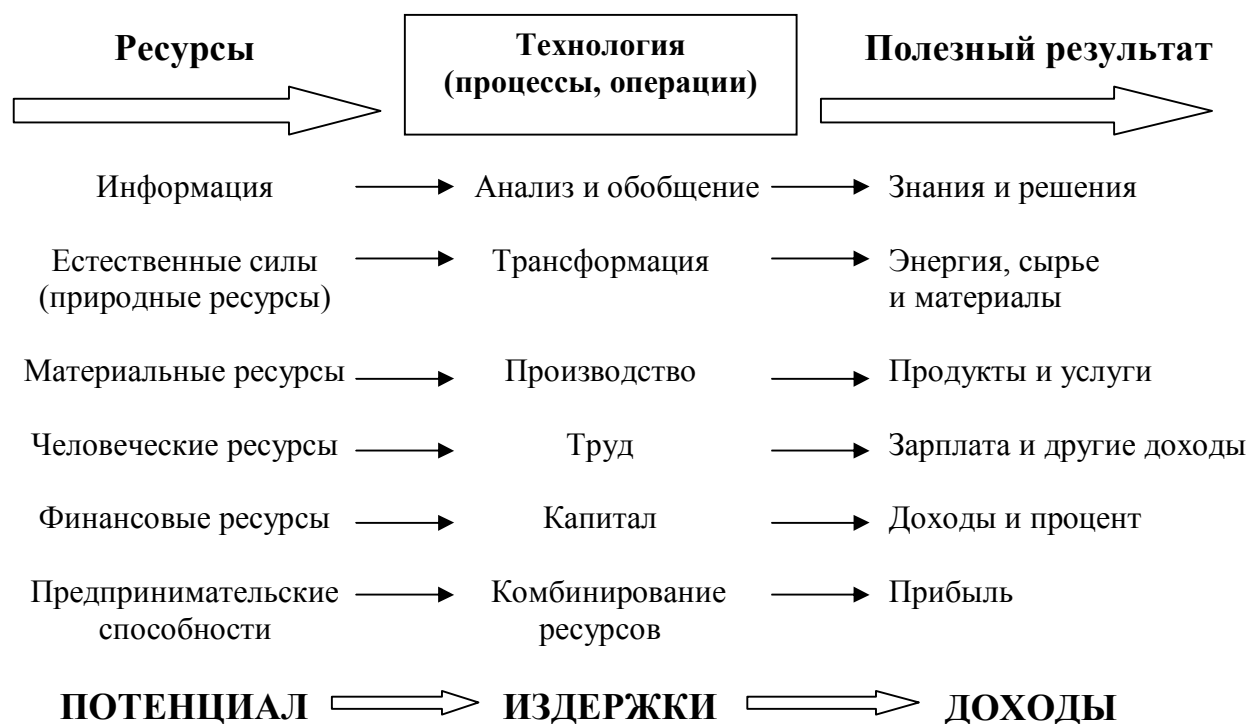 Ресурсы
Технология
(процессы, операции)
Полезный результат
Информация
Анализ и обобщение
Знания и решения
Естественные силы
(природные ресурсы)
Трансформация
Энергия, сырье
и материалы
Материальные ресурсы
Производство
Продукты и услуги
Человеческие ресурсы
Труд
Зарплата и другие доходы
Финансовые ресурсы
Капитал
Доходы и процент
Предпринимательские
способности
Комбинирование
ресурсов
Прибыль
ПОТЕНЦИАЛ
ИЗДЕРЖКИ
ДОХОДЫ